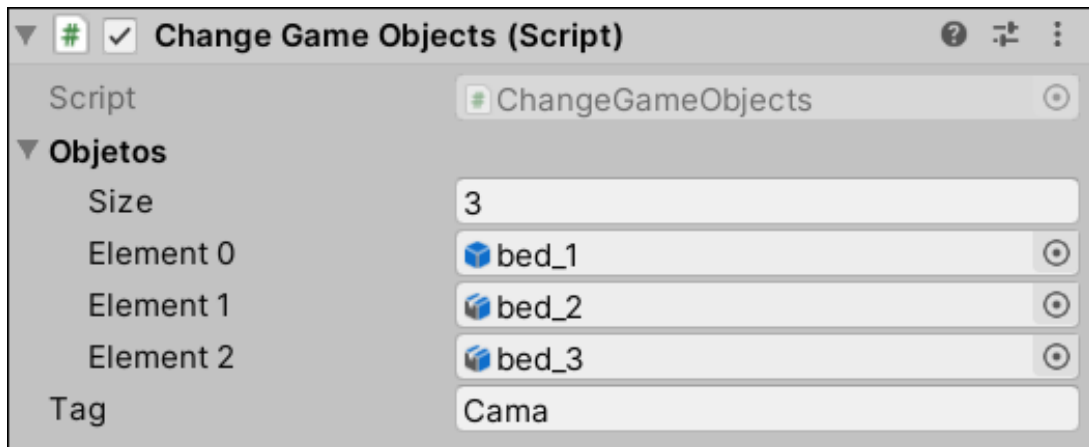 Change Game Objects (Script)
Script ChangeGameObjects
Objetos
Size 3
Element 0 bed_1
Element 1 bed_2
Element 2 bed_3
Tag Cama